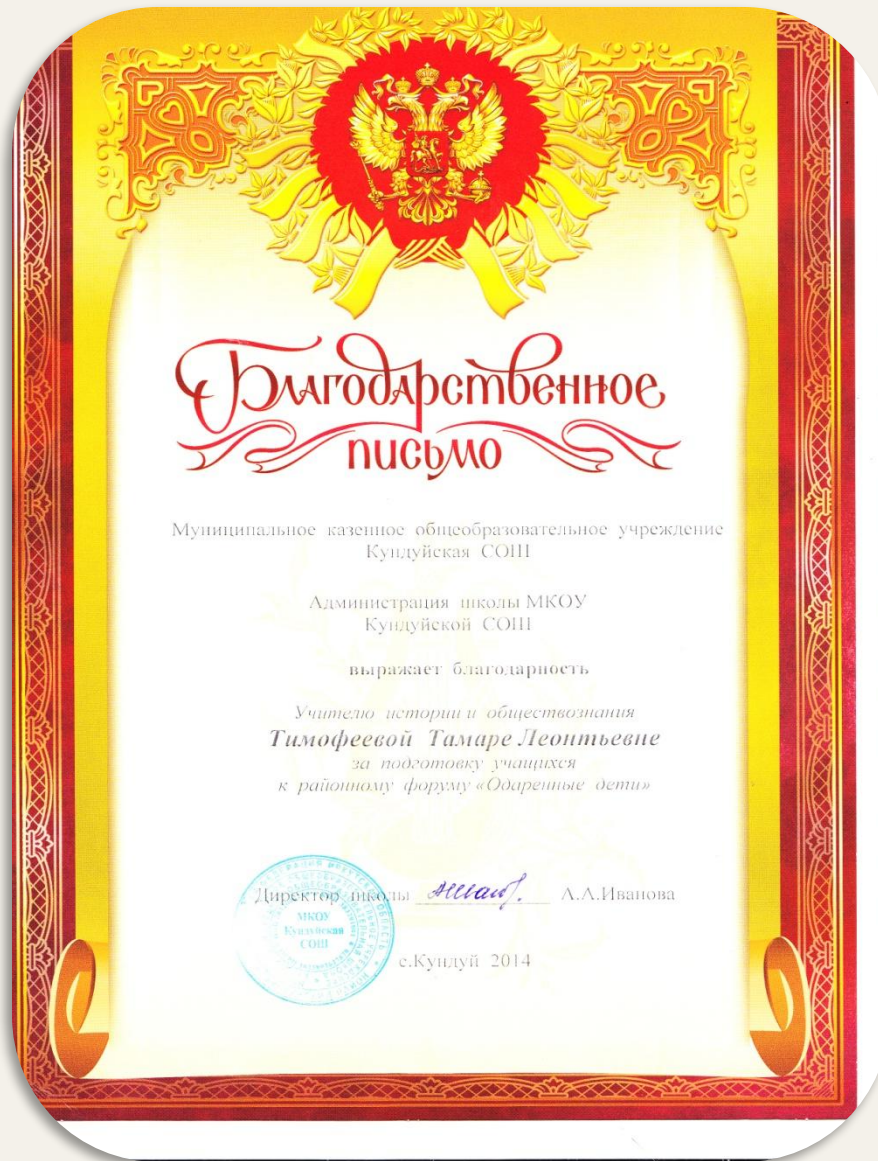 Благодарственное
письмо
Муниципальное казенное общеобразовательное учреждение
Кундуйская СОШ
Администрация школы МКОУ
Кундуйской СОШ
выражает благодарность
Учителю истории и обществознания
Тимофеевой Тамаре Леонтьевне
за подготовку учащихся
к районному форуму «Одаренные дети»
Директор школы А.А.Иванова
МКОУ
Кундуйская
СОШ
с.Кундуй 2014